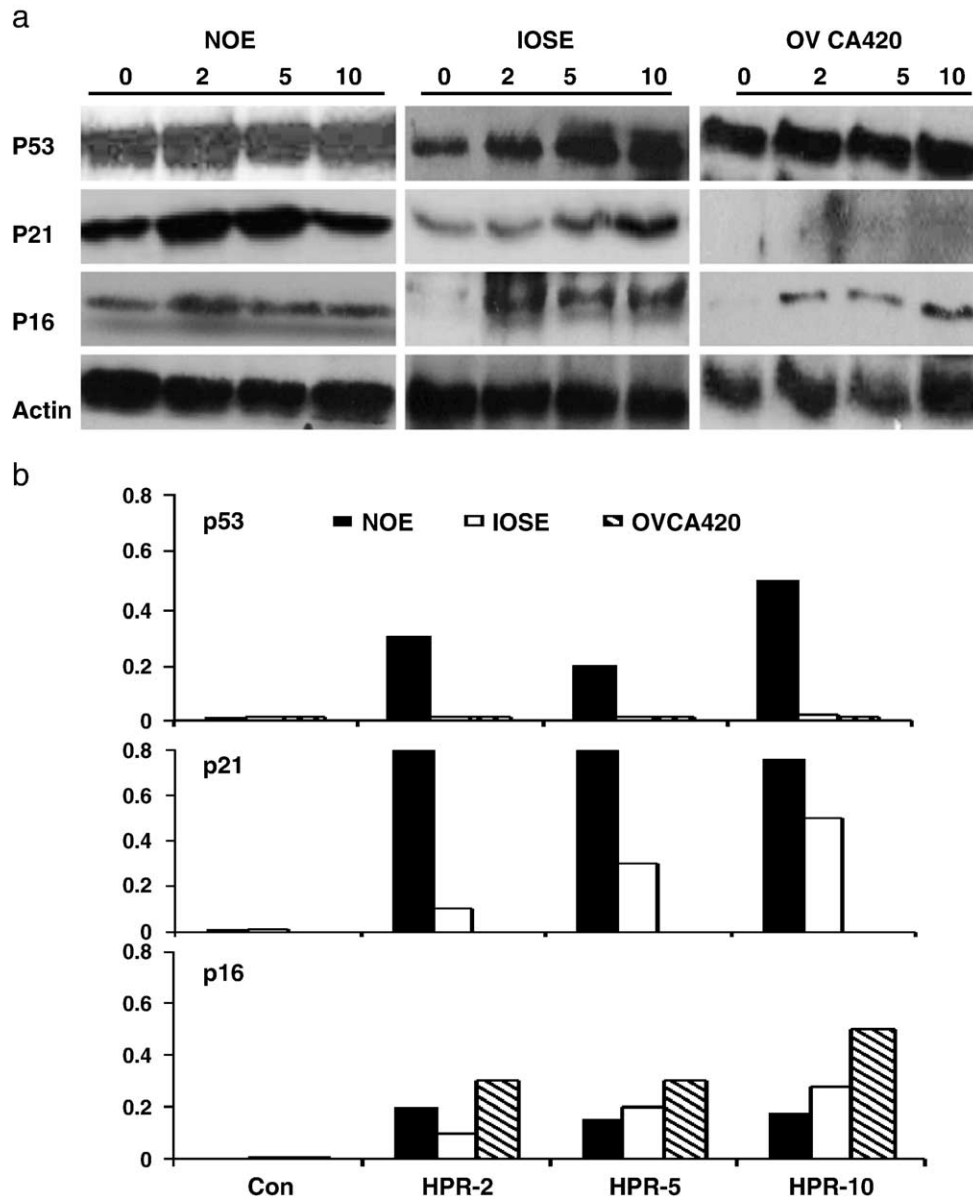 a
NOE IOSE OV CA420
0 2 5 10 0 2 5 10 0 2 5 10
P53
P21
P16
Actin
b
0.8
p53 NOE IOSE OVCA420
0.6
0.4
0.2
0
0.8
p21
0.6
0.4
0.2
0
0.8
p16
0.6
0.4
0.2
0
Con HPR-2 HPR-5 HPR-10